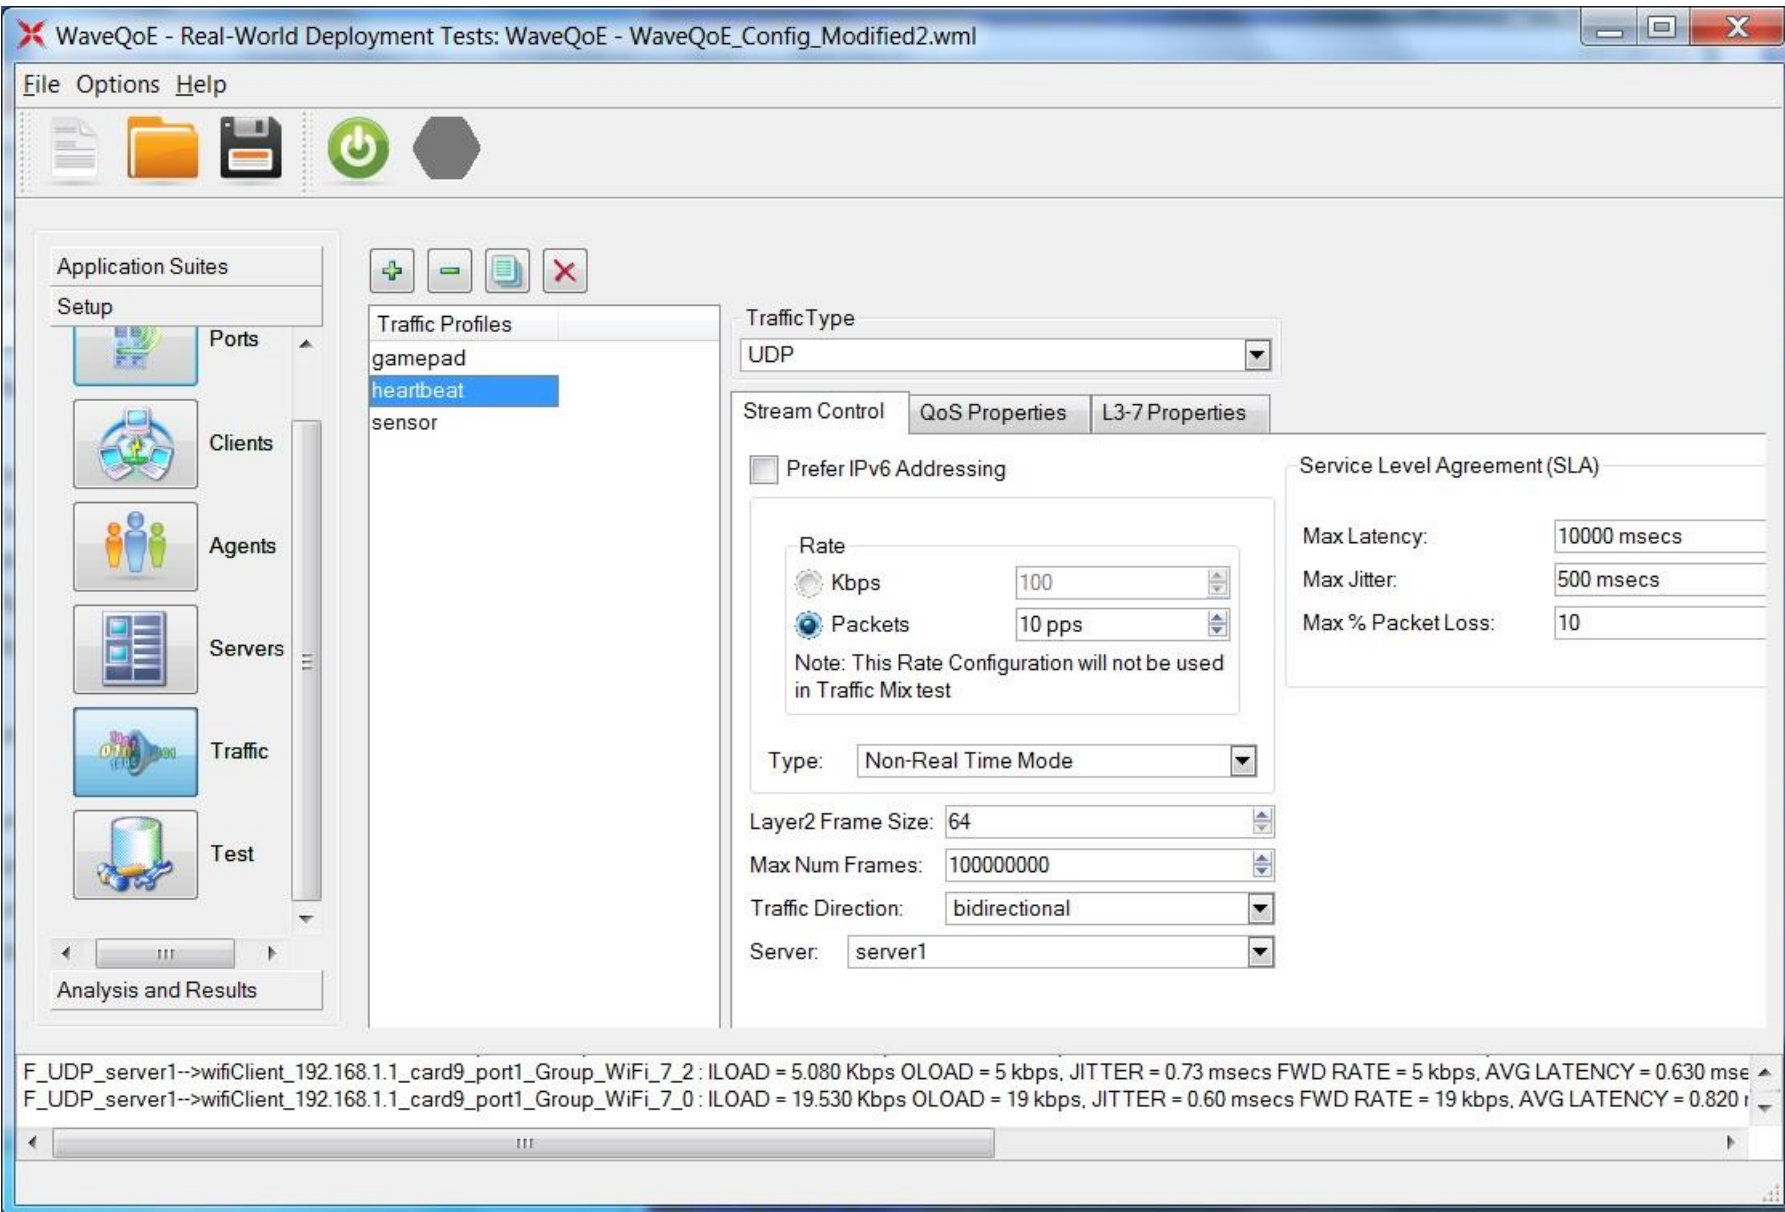 WaveQoE - Real-World Deployment Tests: WaveQoE - WaveQoE_Config_Modified2.wml
File Options Help
Application Suites
Setup
Ports
Clients
Agents
Servers
Traffic
Test
Analysis and Results
Traffic Profiles
gamepad
heartbeat
sensor
Traffic Type
UDP
Stream Control QoS Properties L3-7 Properties
Prefer IPv6 Addressing
Rate
Kbps 100
Packets 10 pps
Note: This Rate Configuration will not be used
in Traffic Mix test
Type: Non-Real Time Mode
Layer2 Frame Size: 64
Max Num Frames: 100000000
Traffic Direction: bidirectional
Server: server1
Service Level Agreement (SLA)
Max Latency: 10000 msecs
Max Jitter: 500 msecs
Max % Packet Loss: 10
F_UDP_server1-->wifiClient_192.168.1.1_card9_port1_Group_WiFi_7_2 : ILOAD = 5.080 Kbps OLOAD = 5 kbps, JITTER = 0.73 msecs FWD RATE = 5 kbps, AVG LATENCY = 0.630 mse
F_UDP_server1-->wifiClient_192.168.1.1_card9_port1_Group_WiFi_7_0 : ILOAD = 19.530 Kbps OLOAD = 19 kbps, JITTER = 0.60 msecs FWD RATE = 19 kbps, AVG LATENCY = 0.820